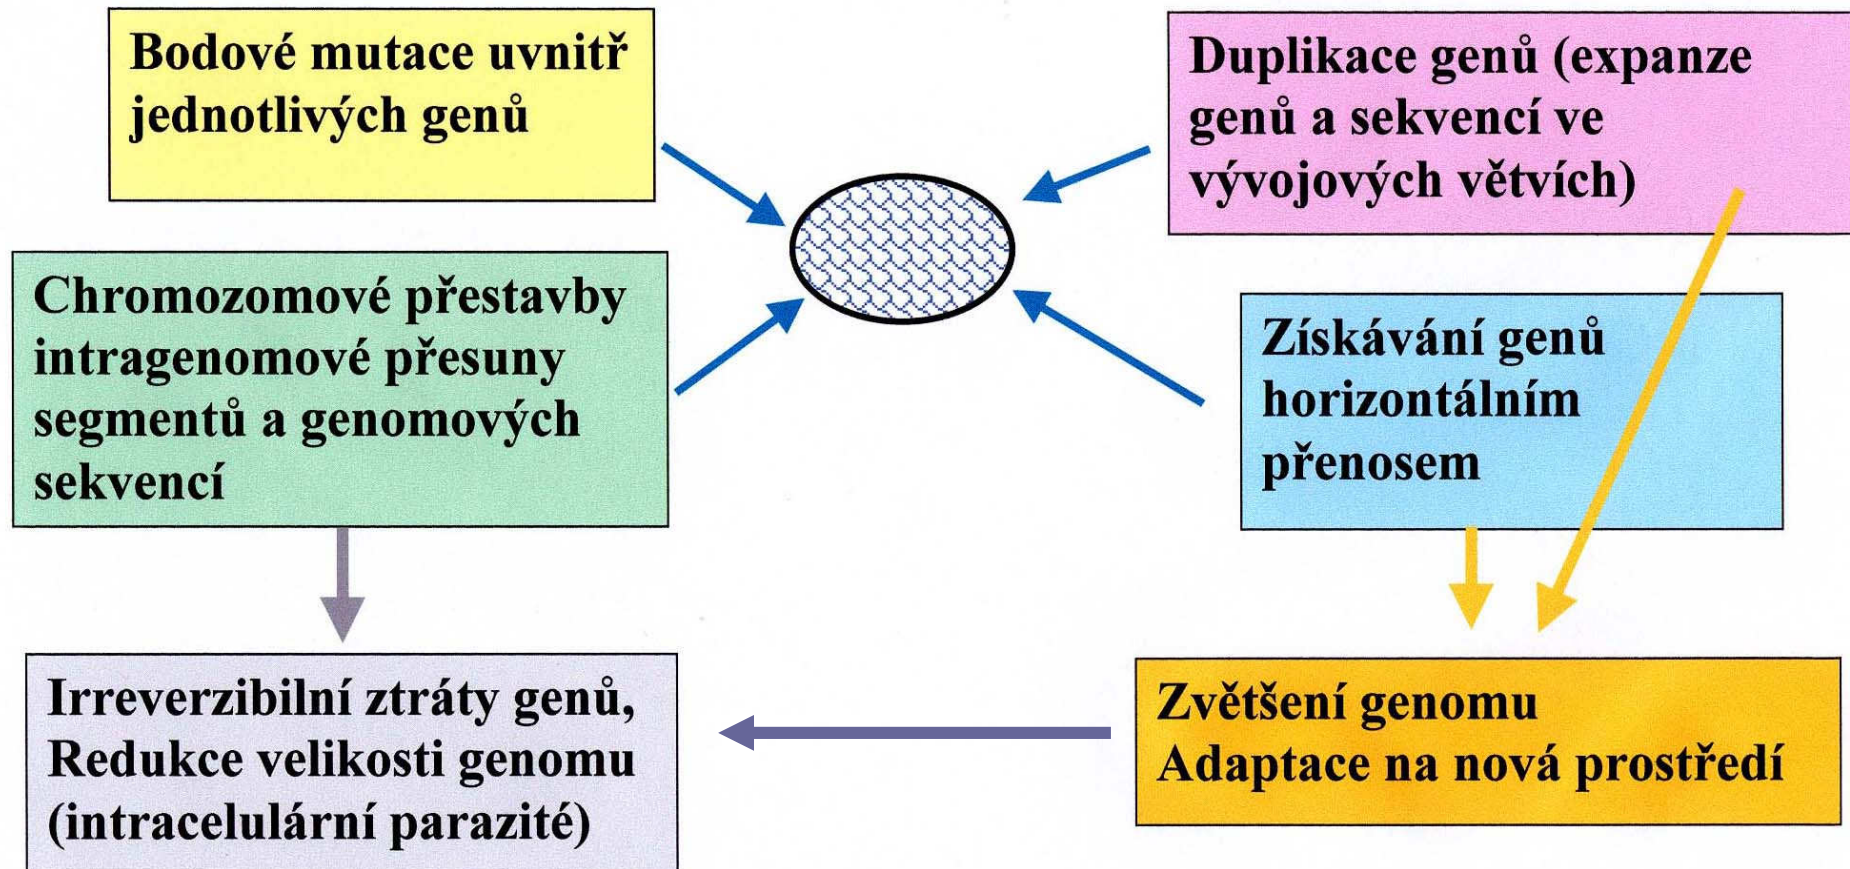 Bodové mutace uvnitř
jednotlivých genů
Duplikace genů (expanze
genů a sekvencí ve
vývojových větvích)
Chromozomové přestavby
intragenomové přesuny
segmentů a genomových
sekvencí
Získávání genů
horizontálním
přenosem
Irreverzibilní ztráty genů,
Redukce velikosti genomu
(intracelulární parazité)
Zvětšení genomu
Adaptace na nová prostředí